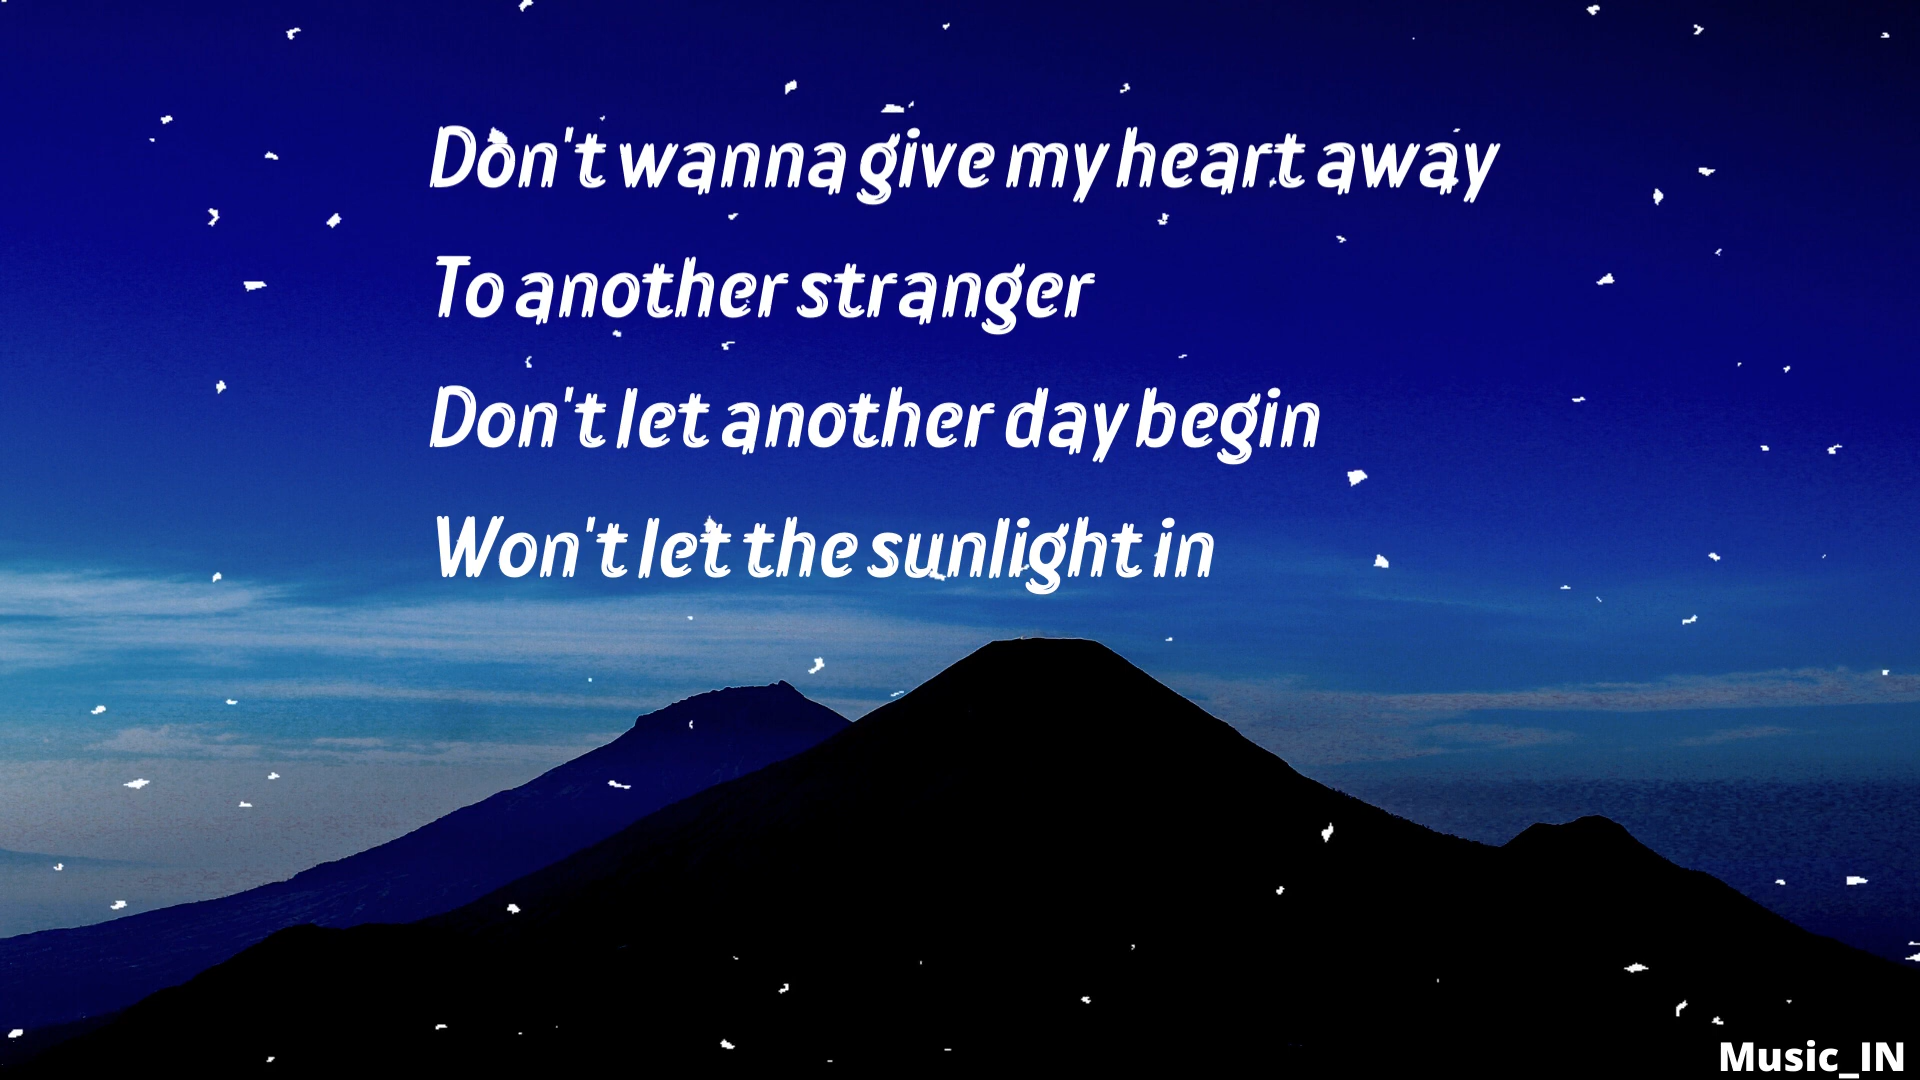 Don't wanna give my heart away
To another stranger
Don't let another day begin
Won't let the sunlight in
Music_IN